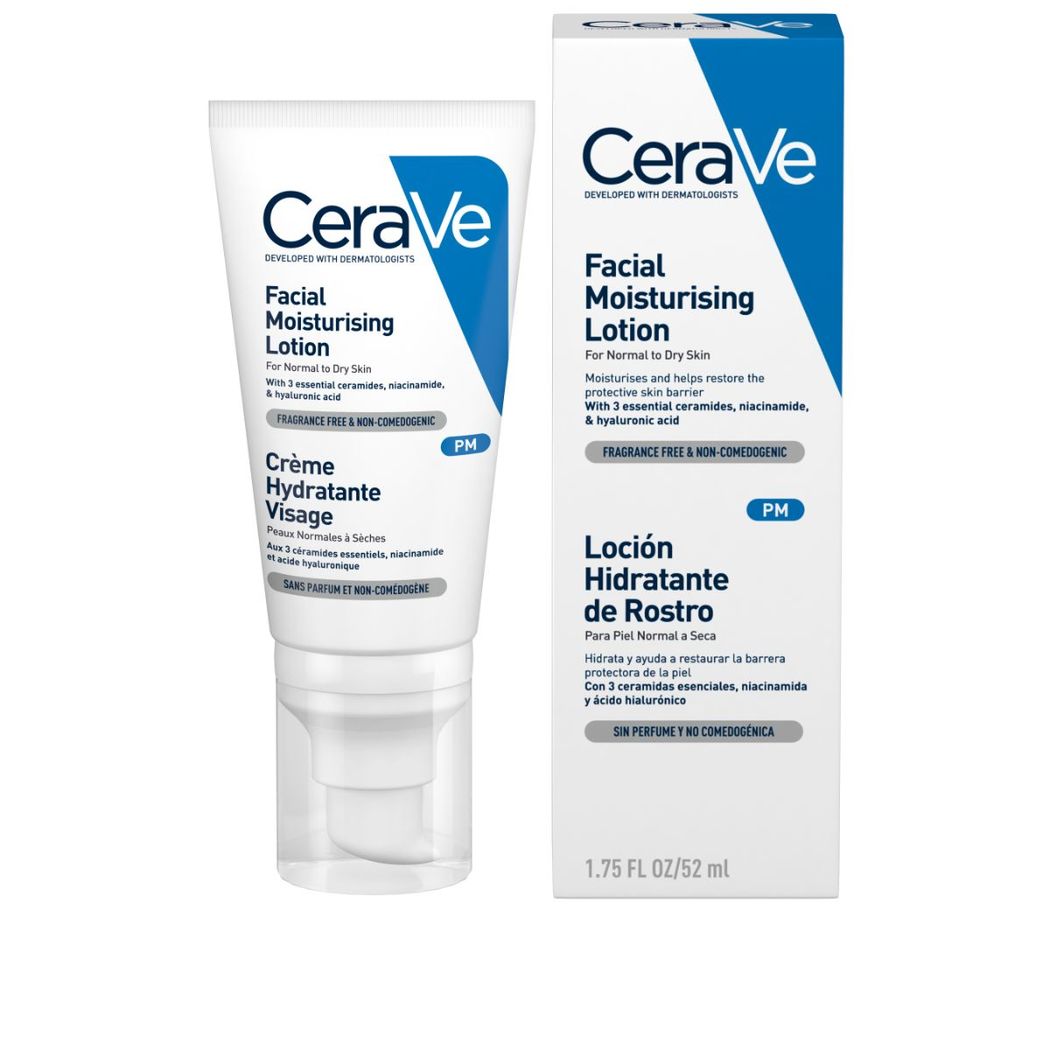 CeraVe
DEVELOPED WITH DERMATOLOGISTS
Facial
Moisturising
Lotion
For Normal to Dry Skin
With 3 essential ceramides, niacinamide,
& hyaluronic acid
FRAGRANCE FREE & NON-COMEDOGENIC
PM
Crème
Hydratante
Visage
Peaux Normales à Sèches
Aux 3 céramides essentiels, niacinamide
et acide hyaluronique
SANS PARFUM ET NON-COMÉDOGÈNE
CeraVe
CeraVe
DEVELOPED WITH DERMATOLOGISTS
Facial
Moisturising
Lotion
For Normal to Dry Skin
Moisturises and helps restore the
protective skin barrier
With 3 essential ceramides, niacinamide,
& hyaluronic acid
FRAGRANCE FREE & NON-COMEDOGENIC
PM
Loción
Hidratante
de Rostro
Para Piel Normal a Seca
Hidrata y ayuda a restaurar la barrera
protectora de la piel
Con 3 ceramidas esenciales, niacinamida
y ácido hialurónico
SIN PERFUME Y NO COMEDOGÉNICA
1.75 FL OZ/52 ml